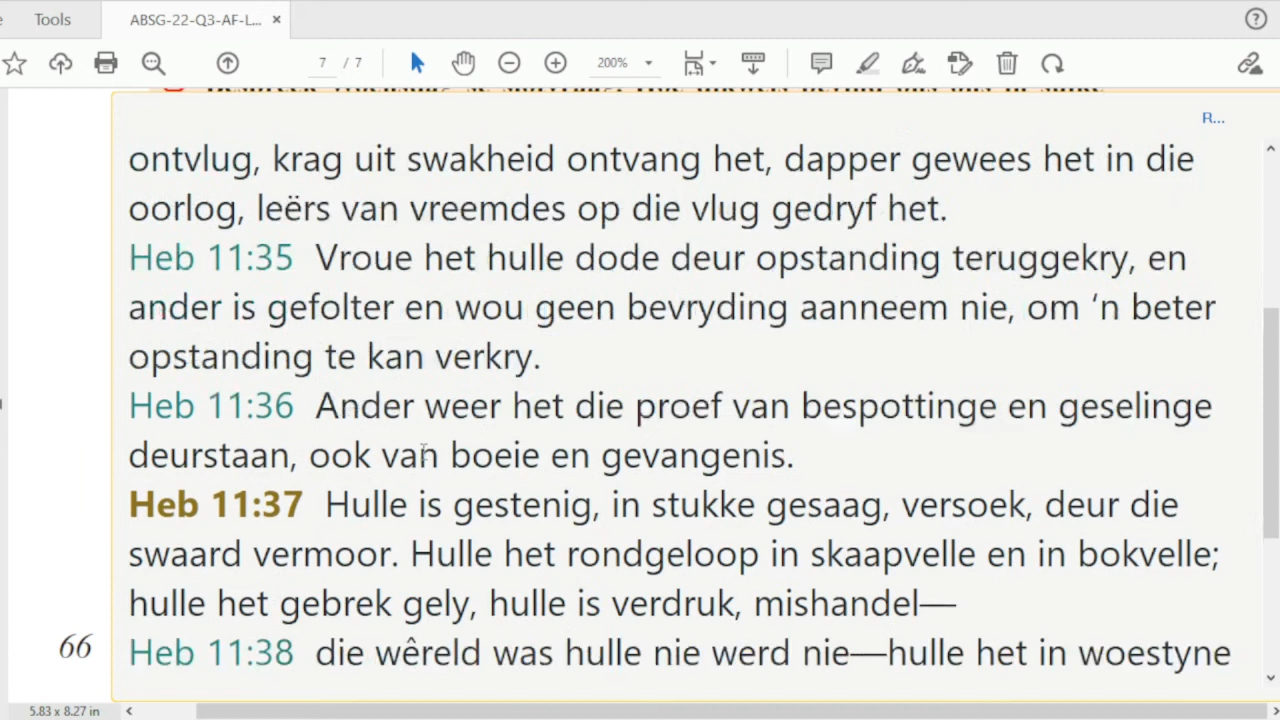 Tools
ABSG-22-Q3-AF-L... ×
7 / 7
200%
R...
ontvlug, krag uit swakheid ontvang het, dapper gewees het in die
oorlog, leërs van vreemdes op die vlug gedryf het.
Heb 11:35 Vroue het hulle dode deur opstanding teruggekry, en
ander is gefolter en wou geen bevryding aanneem nie, om ‘n beter
opstanding te kan verkry.
Heb 11:36 Ander weer het die proef van bespottinge en geselinge
deurstaan, ook van boeie en gevangenis.
Heb 11:37 Hulle is gestenig, in stukke gesaag, versoek, deur die
swaard vermoor. Hulle het rondgeloop in skaapvelle en in bokvelle;
hulle het gebrek gely, hulle is verdruk, mishandel—
66
Heb 11:38 die wêreld was hulle nie werd nie—hulle het in woestyne
5.83 x 8.27 in